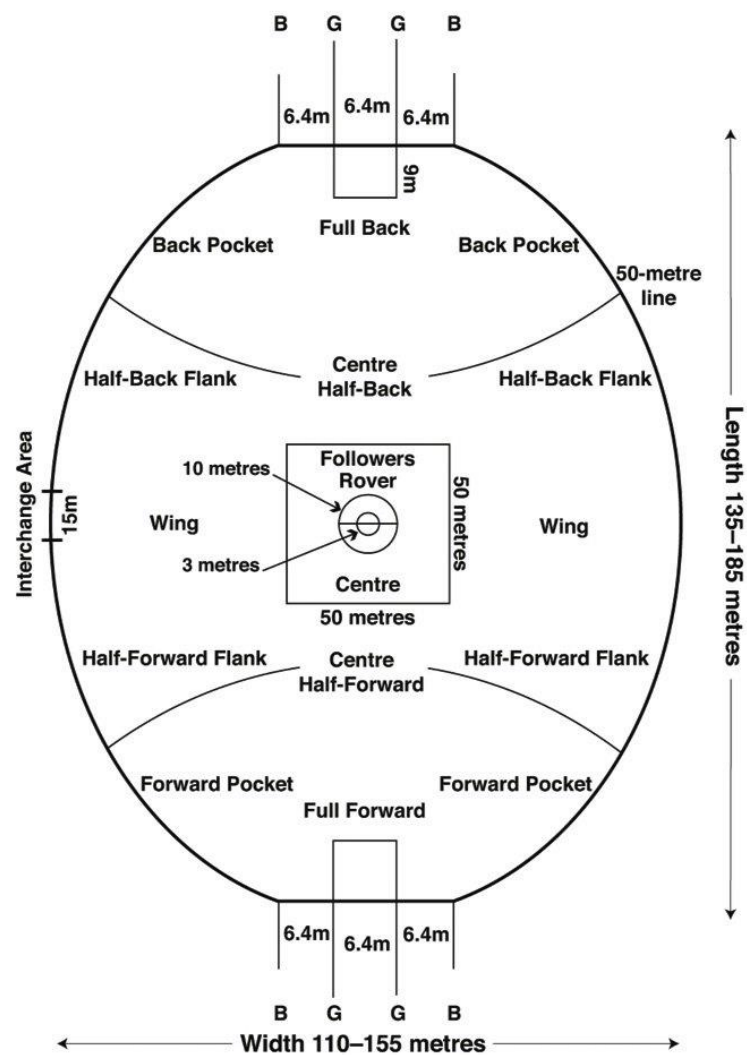 B G G B
6.4m 6.4m 6.4m
9m
Full Back
Back Pocket Back Pocket
50-metre
line
Centre
Half-Back
Half-Back Flank Half-Back Flank
Length 135–185 metres
Interchange Area
15m
10 metres
Followers
Rover
50 metres
Wing Wing
3 metres
Centre
50 metres
Half-Forward Flank Half-Forward Flank
Centre
Half-Forward
Forward Pocket Forward Pocket
Full Forward
6.4m 6.4m 6.4m
B G G B
Width 110–155 metres